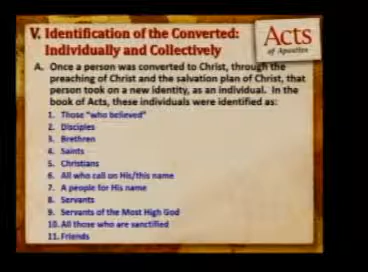 V. Identification of the Converted:
Individually and Collectively
Acts
of Apostles
A. Once a person was converted to Christ, through the
preaching of Christ and the salvation plan of Christ, that
person took on a new identity, as an individual. In the
book of Acts, these individuals were identified as:
1. Those "who believed"
2. Disciples
3. Brethren
4. Saints
5. Christians
6. All who call on His/this name
7. A people for His name
8. Servants
9. Servants of the Most High God
10. All those who are sanctified
11. Friends